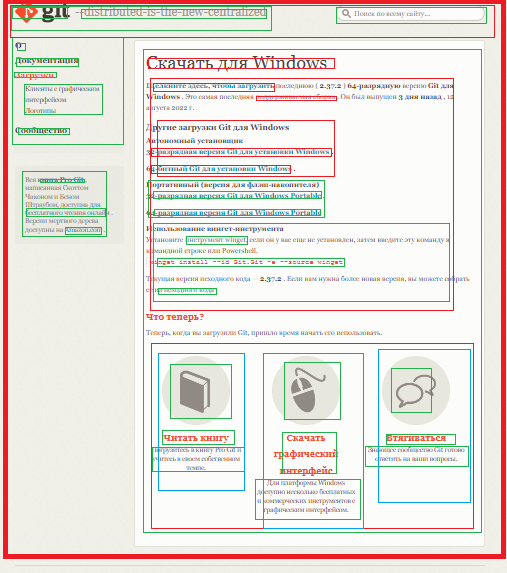 git --distributed-is-the-new-centralized
Поиск по всему сайту...
О
Документация
Загрузки
Клиенты с графическим
интерфейсом
Логотипы
Сообщество
Вся книга Pro Git,
написанная Скоттом
Чаконом и Беном
Штраубом, доступна для
бесплатного чтения онлайн .
Версии мертвого дерева
доступны на Amazon.com .
Скачать для Windows
Щелкните здесь, чтобы загрузить последнюю ( 2.37.2 ) 64-разрядную версию Git для
Windows . Это самая последняя поддерживаемая сборка . Он был выпущен 3 дня назад , 12
августа 2022 г.
Другие загрузки Git для Windows
Автономный установщик
32-разрядная версия Git для установки Windows .
64-битный Git для установки Windows .
Портативный (версия для флэш-накопителя)
32-разрядная версия Git для Windows Portable .
64-разрядная версия Git для Windows Portable .
Использование вингет-инструмента
Установите инструмент winget, если он у вас еще не установлен, затем введите эту команду в
командной строке или Powershell.
winget install --id Git.Git -e --source winget
Текущая версия исходного кода — 2.37.2 . Если вам нужна более новая версия, вы можете собрать
ее из исходного кода .
Что теперь?
Теперь, когда вы загрузили Git, пришло время начать его использовать.
Читать книгу
Погрузитесь в книгу Pro Git и
учитесь в своем собственном
темпе.
Скачать
графический
интерфейс
Для платформы Windows
доступно несколько бесплатных
и коммерческих инструментов с
графическим интерфейсом.
Втягиваться
Знающее сообщество Git готово
ответить на ваши вопросы.